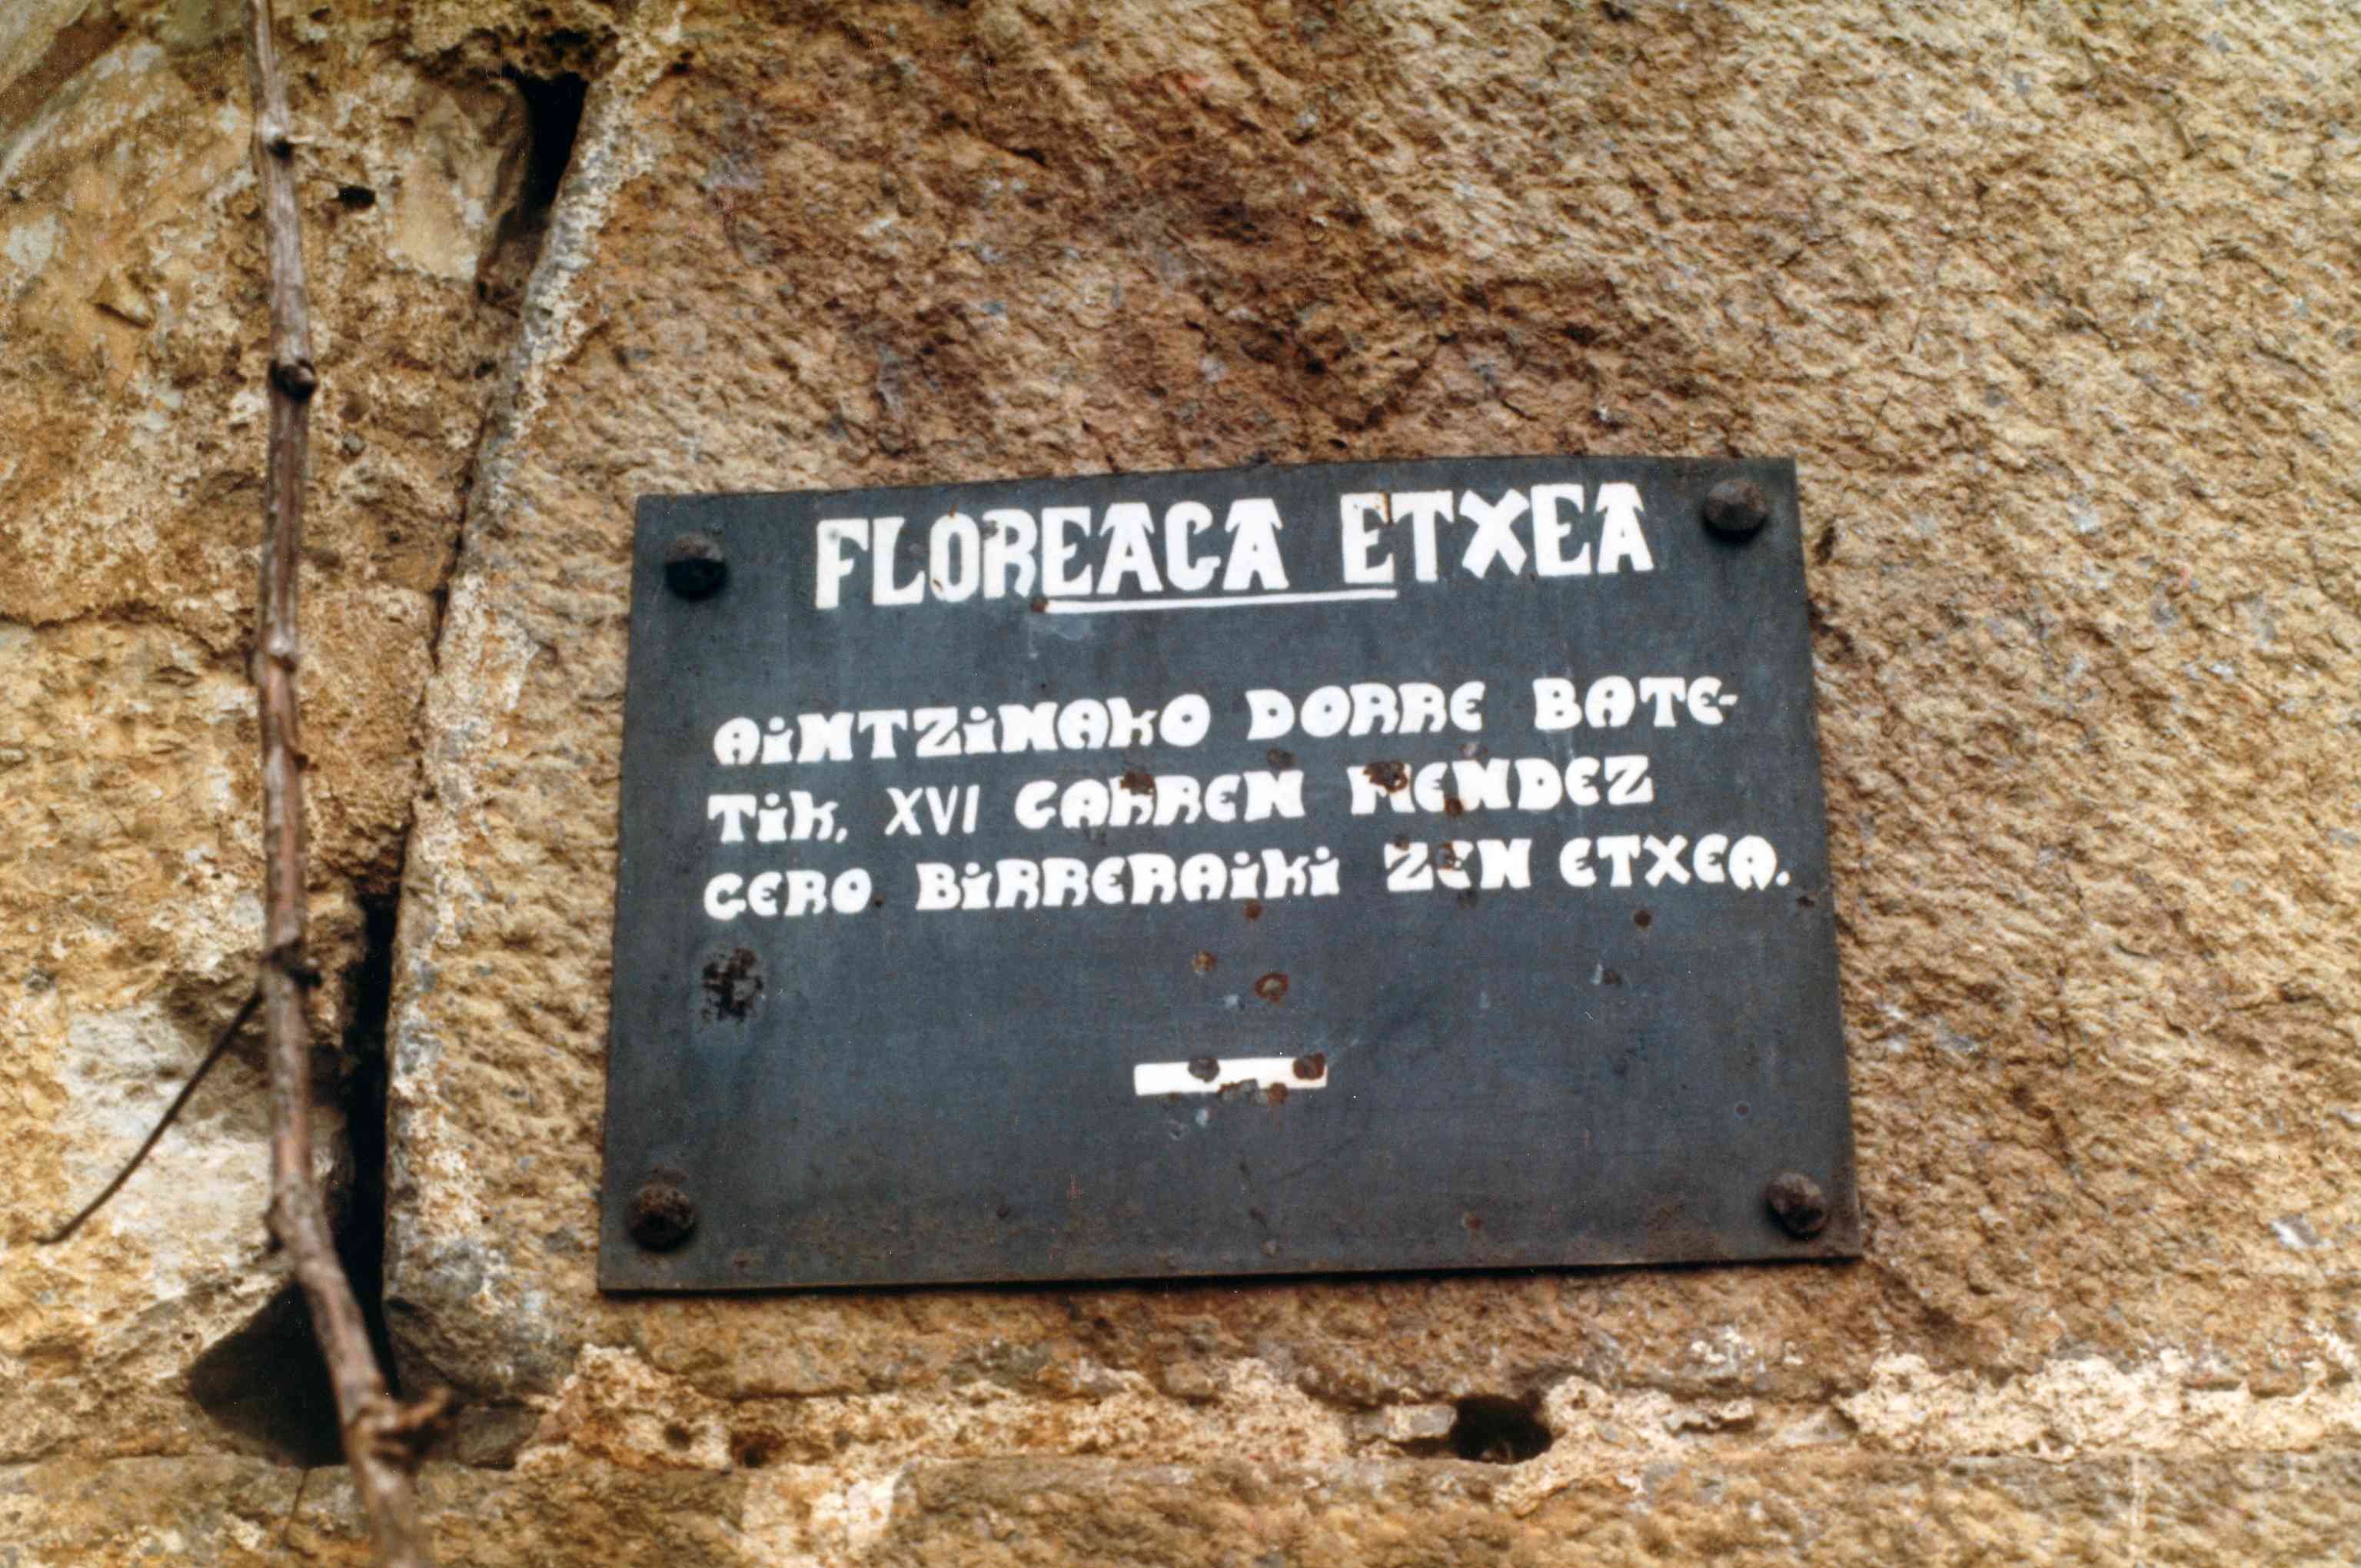 FLOREAGA ETXEA
AINTZINAKO DORRE BATE-
TIK, XVI GARREN MENDEZ
GERO BIRRERAIKI ZEN ETXEA.